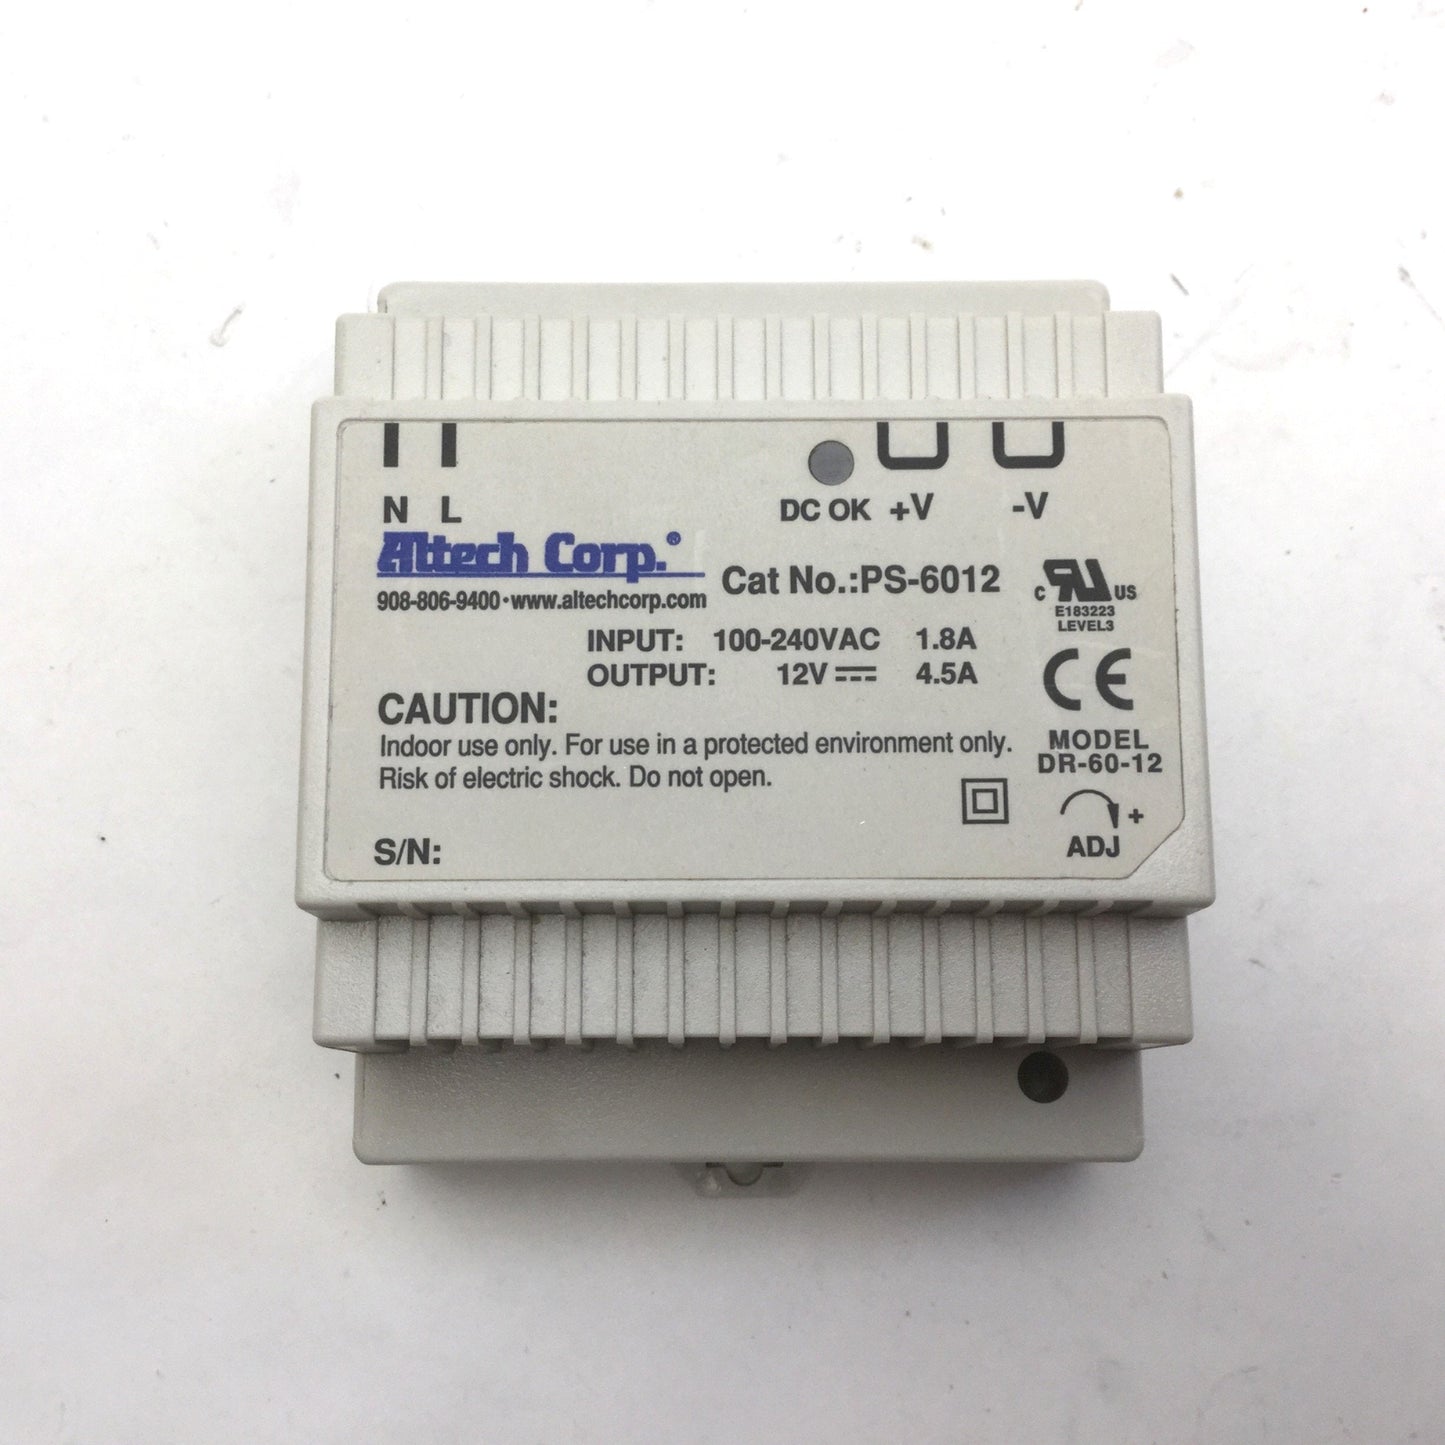 N L
DC OK +V -V
Altech Corp.®
908-806-9400·www.altechcorp.com
Cat No.:PS-6012
c RU US
E183223
LEVEL3
INPUT: 100-240VAC 1.8A
OUTPUT: 12V 4.5A
CE
CAUTION:
Indoor use only. For use in a protected environment only.
Risk of electric shock. Do not open.
MODEL
DR-60-12
+
ADJ
S/N: